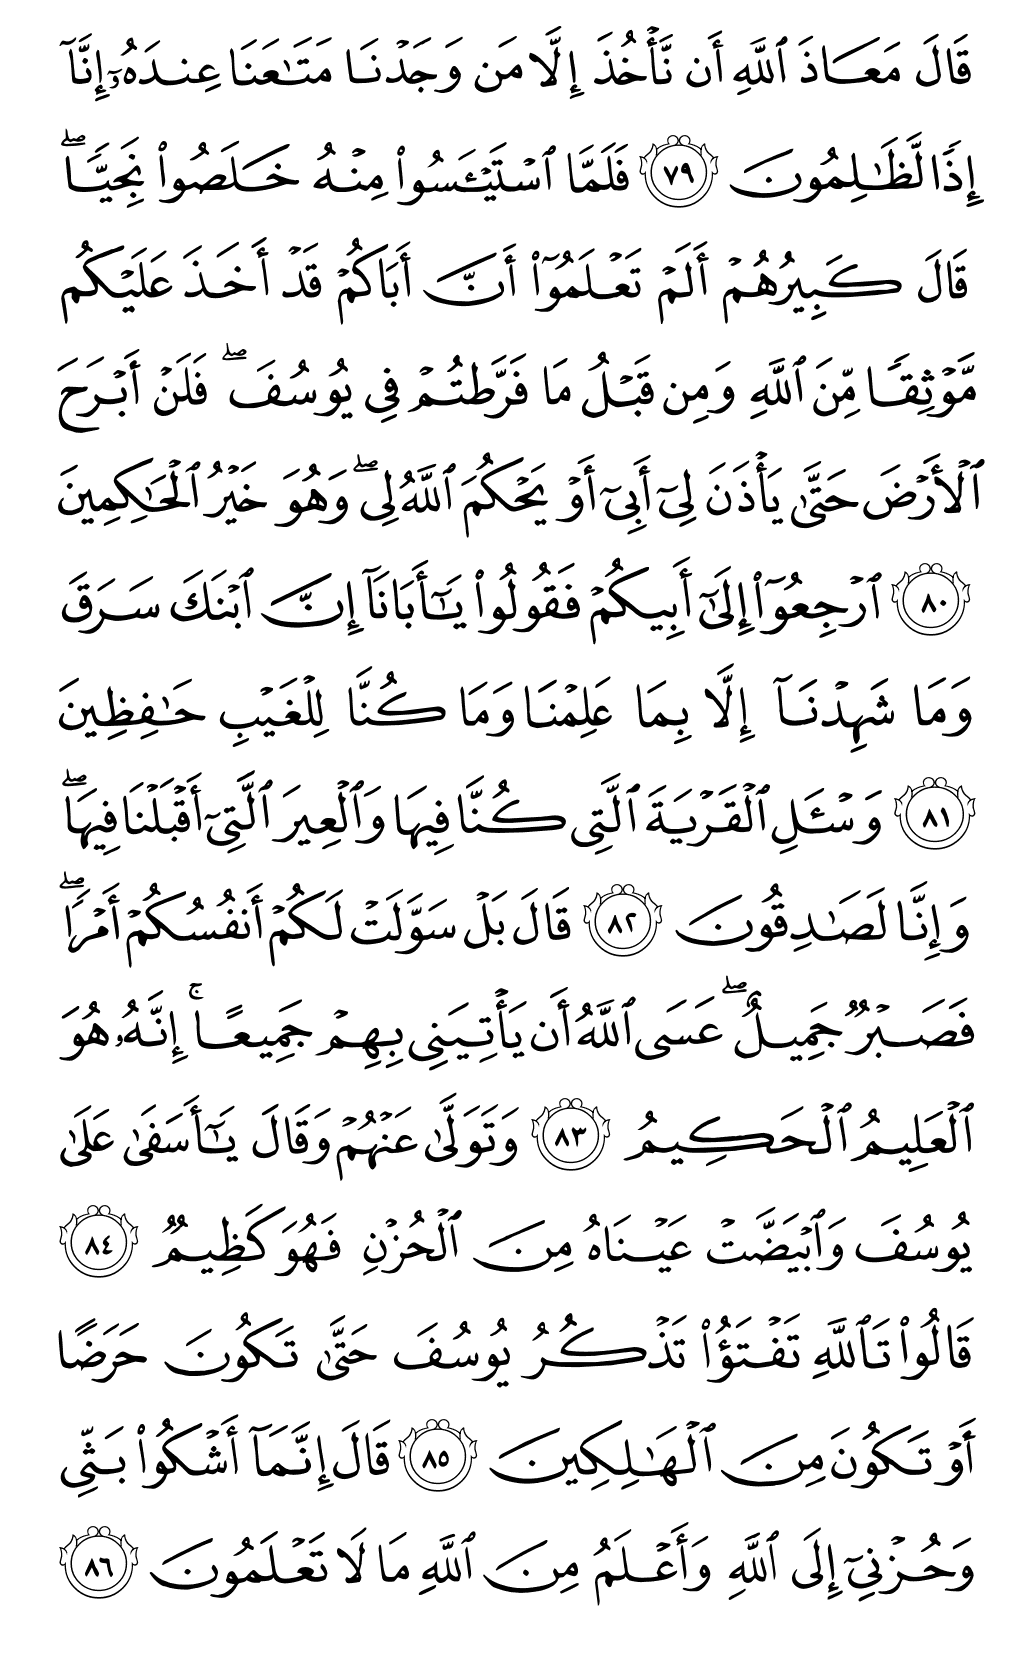 قَالَ مَعَاذَ ٱللَّهِ أَن نَّأْخُذَ إِلَّا مَن وَجَدْنَا مَتَٰعَنَا عِندَهُۥٓ إِنَّآ
إِذًا لَّظَٰلِمُونَ ٧٩ فَلَمَّا ٱسْتَيْـَٔسُوا۟ مِنْهُ خَلَصُوا۟ نَجِيًّا ۖ
قَالَ كَبِيرُهُمْ أَلَمْ تَعْلَمُوٓا۟ أَنَّ أَبَاكُمْ قَدْ أَخَذَ عَلَيْكُم
مَّوْثِقًا مِّنَ ٱللَّهِ وَمِن قَبْلُ مَا فَرَّطتُمْ فِي يُوسُفَ ۖ فَلَنْ أَبْرَحَ
ٱلْأَرْضَ حَتَّىٰ يَأْذَنَ لِىٓ أَبِىٓ أَوْ يَحْكُمَ ٱللَّهُ لِى ۖ وَهُوَ خَيْرُ ٱلْحَٰكِمِينَ
٨٠ ٱرْجِعُوٓا۟ إِلَىٰٓ أَبِيكُمْ فَقُولُوا۟ يَٰٓأَبَانَآ إِنَّ ٱبْنَكَ سَرَقَ
وَمَا شَهِدْنَآ إِلَّا بِمَا عَلِمْنَا وَمَا كُنَّا لِلْغَيْبِ حَٰفِظِينَ
٨١ وَسْـَٔلِ ٱلْقَرْيَةَ ٱلَّتِى كُنَّا فِيهَا وَٱلْعِيرَ ٱلَّتِىٓ أَقْبَلْنَا فِيهَا ۖ
وَإِنَّا لَصَٰدِقُونَ ٨٢ قَالَ بَلْ سَوَّلَتْ لَكُمْ أَنفُسُكُمْ أَمْرًا ۖ
فَصَبْرٌ جَمِيلٌ ۖ عَسَى ٱللَّهُ أَن يَأْتِيَنِى بِهِمْ جَمِيعًا ۚ إِنَّهُۥ هُوَ
ٱلْعَلِيمُ ٱلْحَكِيمُ ٨٣ وَتَوَلَّىٰ عَنْهُمْ وَقَالَ يَٰٓأَسَفَىٰ عَلَىٰ
يُوسُفَ وَٱبْيَضَّتْ عَيْنَاهُ مِنَ ٱلْحُزْنِ فَهُوَ كَظِيمٌ ٨٤
قَالُوا۟ تَٱللَّهِ تَفْتَؤُا۟ تَذْكُرُ يُوسُفَ حَتَّىٰ تَكُونَ حَرَضًا
أَوْ تَكُونَ مِنَ ٱلْهَٰلِكِينَ ٨٥ قَالَ إِنَّمَآ أَشْكُوا۟ بَثِّى
وَحُزْنِىٓ إِلَى ٱللَّهِ وَأَعْلَمُ مِنَ ٱللَّهِ مَا لَا تَعْلَمُونَ ٨٦